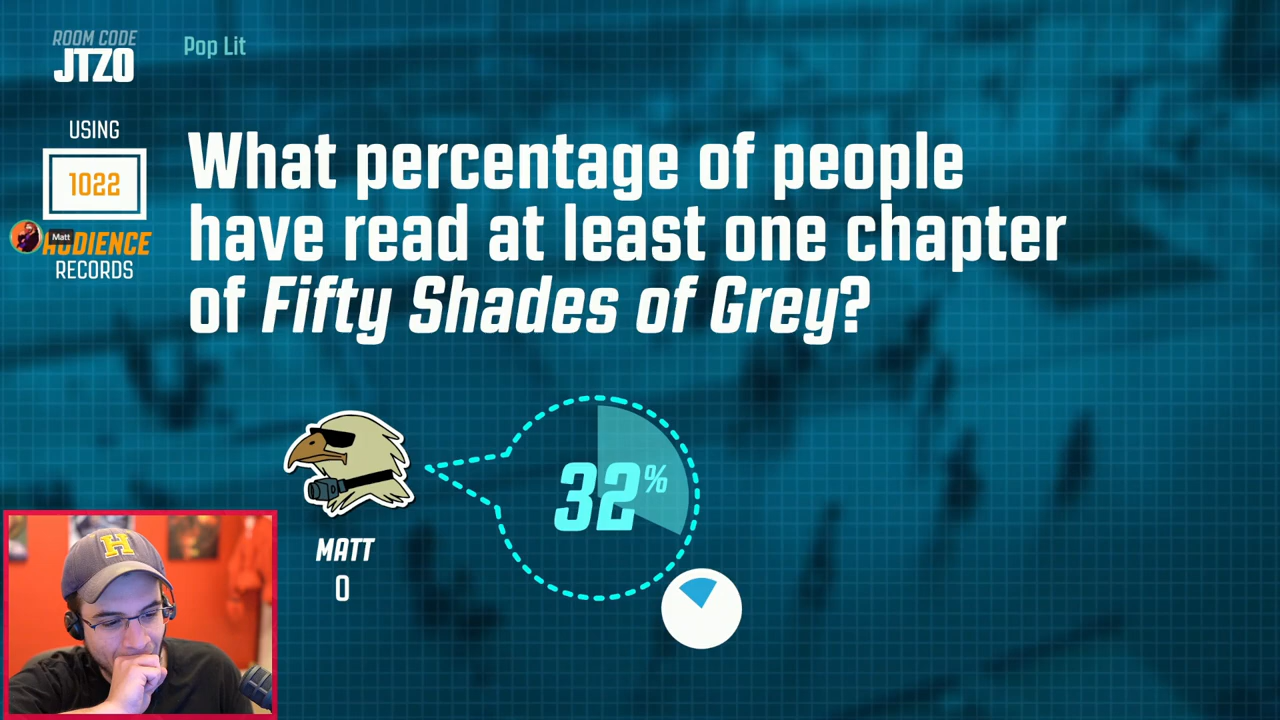 ROOM CODE
JTZO
Pop Lit
USING
1022
AUDIENCE
Matt
RECORDS
What percentage of people
have read at least one chapter
of Fifty Shades of Grey?
32%
MATT
0
H